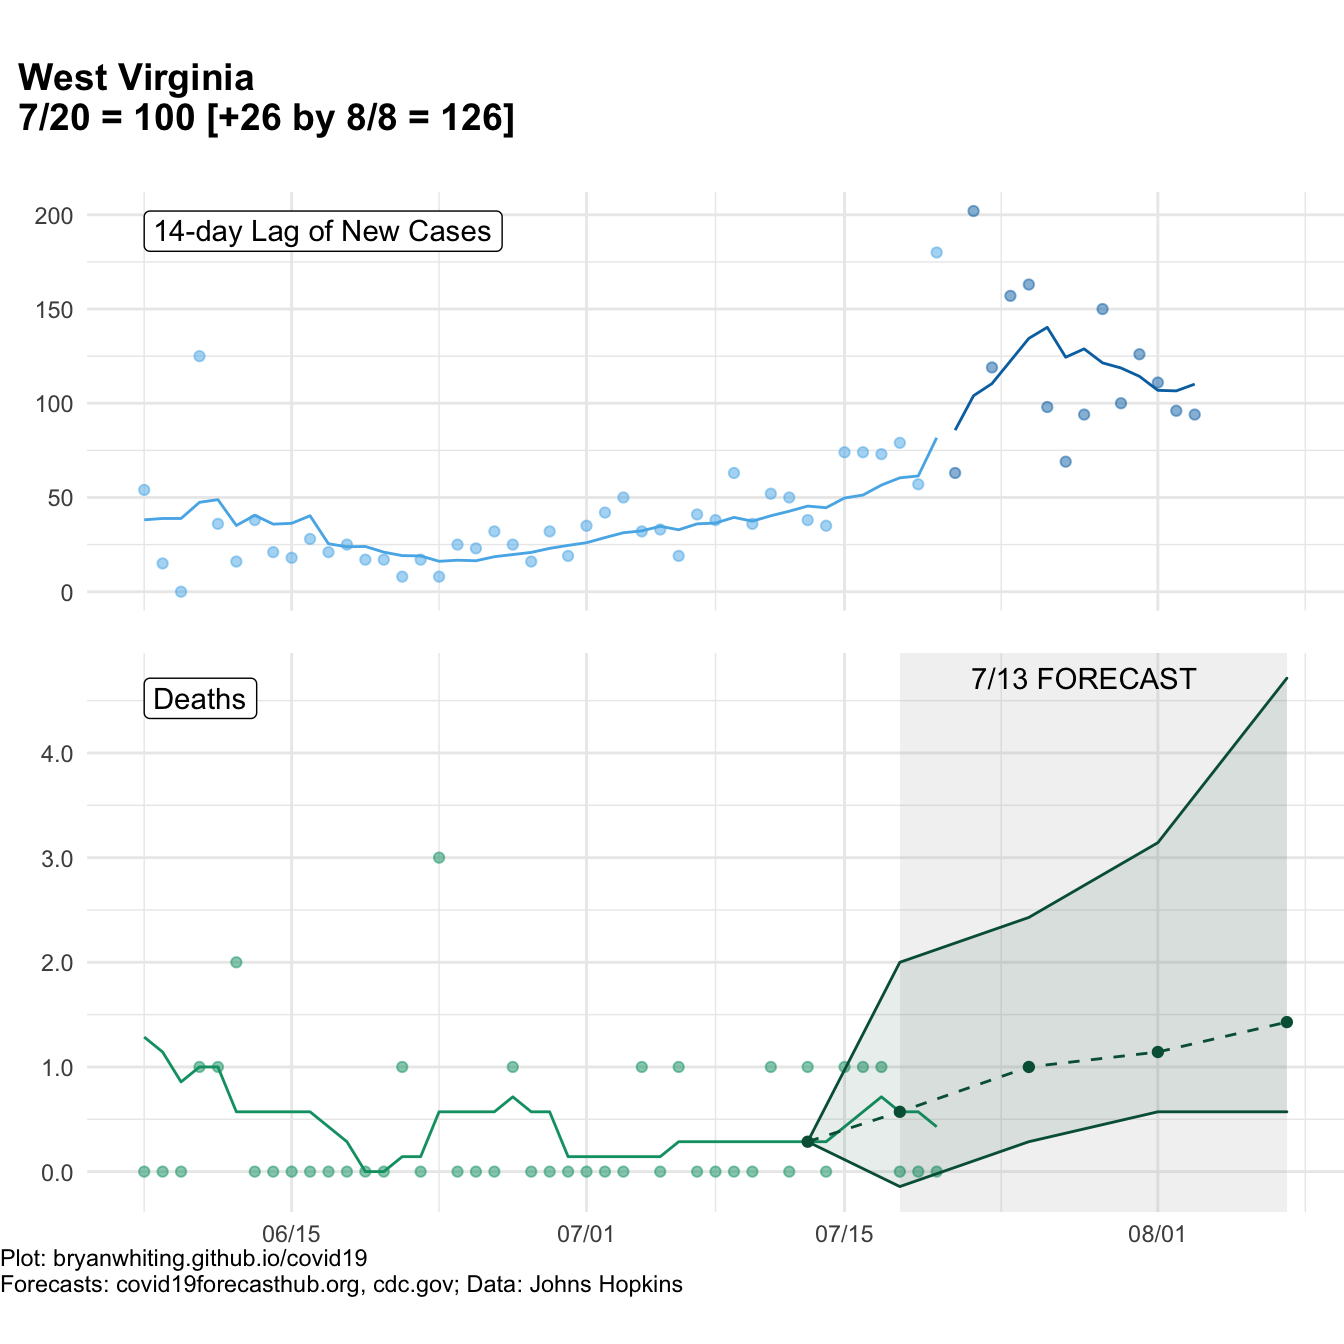 West Virginia
7/20 = 100 [+26 by 8/8 = 126]
14-day Lag of New Cases
200
150
100
50
0
Deaths
7/13 FORECAST
4.0
3.0
2.0
1.0
0.0
06/15
07/01
07/15
08/01
Plot: bryanwhiting.github.io/covid19
Forecasts: covid19forecasthub.org, cdc.gov; Data: Johns Hopkins